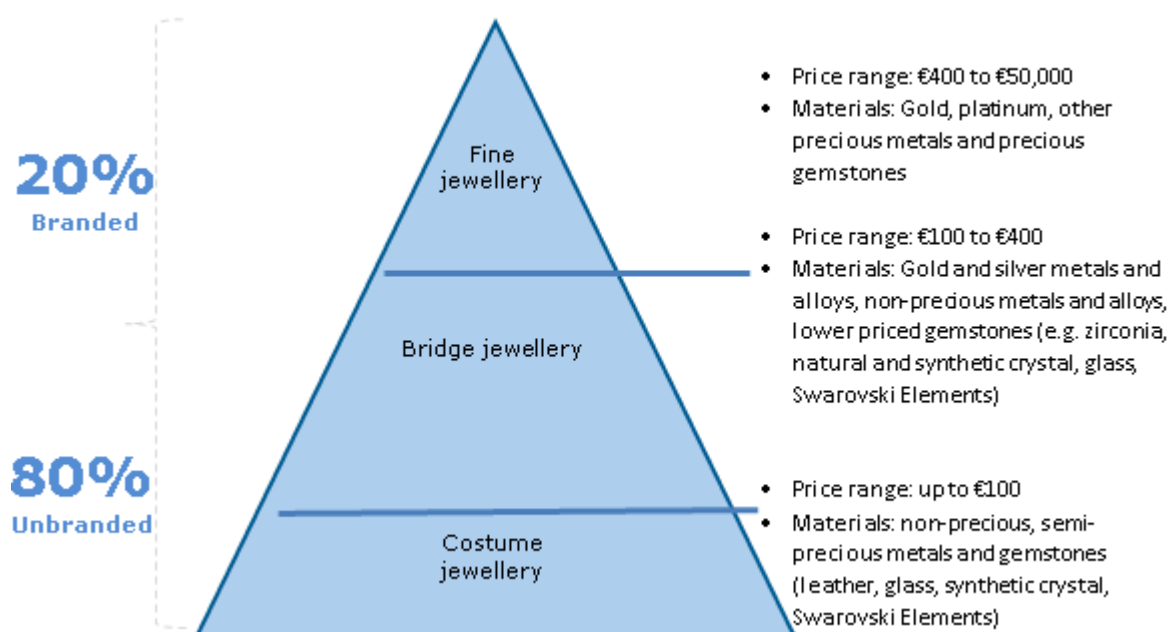 20%
Branded
80%
Unbranded
Fine
jewellery
Bridge jewellery
Costume
jewellery
• Price range: €400 to €50,000
• Materials: Gold, platinum, other
precious metals and precious
gemstones
• Price range: €100 to €400
• Materials: Gold and silver metals and
alloys, non-precious metals and alloys,
lower priced gemstones (e.g. zirconia,
natural and synthetic crystal, glass,
Swarovski Elements)
• Price range: up to €100
• Materials: non-precious, semi-
precious metals and gemstones
(leather, glass, synthetic crystal,
Swarovski Elements)